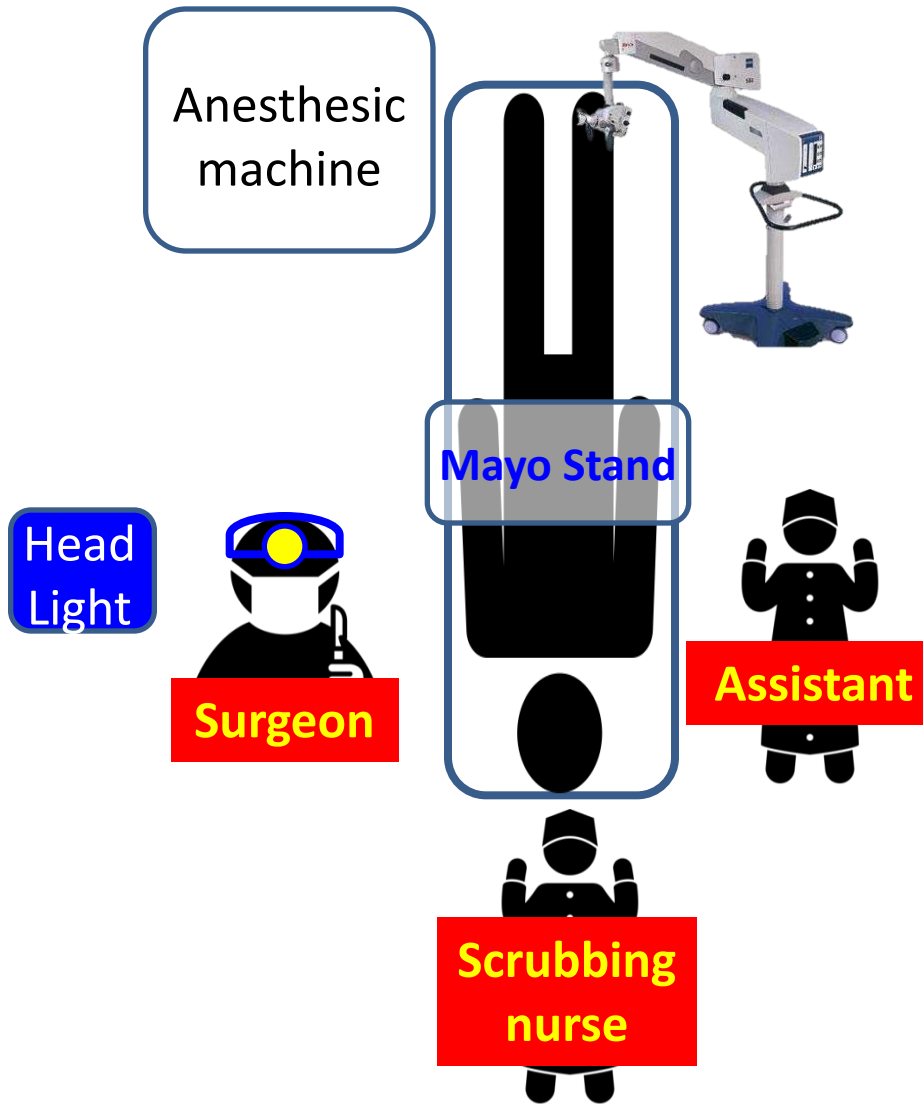 Anesthesic
machine
Mayo Stand
Head
Light
Surgeon
Assistant
Scrubbing
nurse